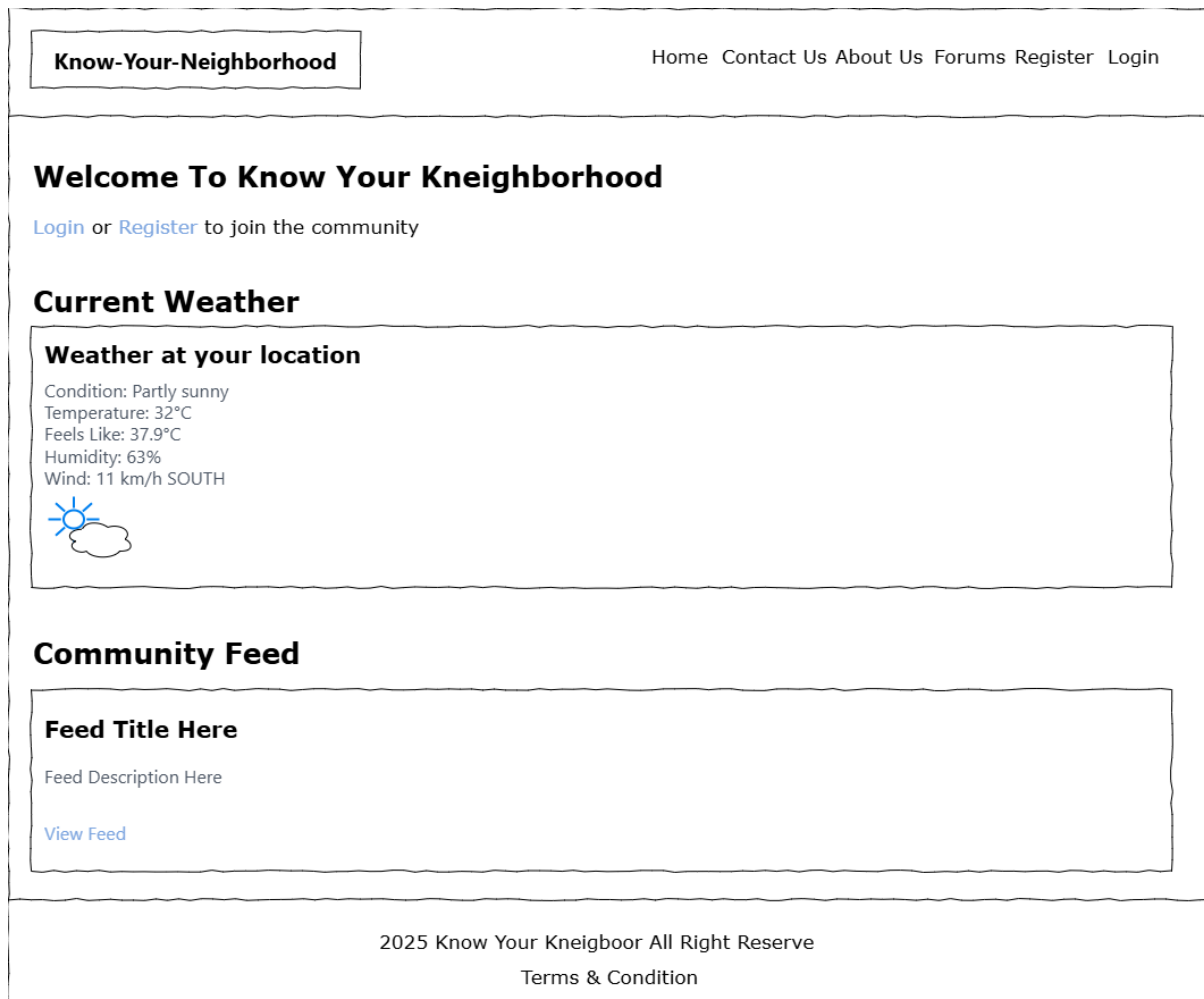 Know-Your-Neighborhood
Home Contact Us About Us Forums Register Login
Welcome To Know Your Kneighborhood
Login or Register to join the community
Current Weather
Weather at your location
Condition: Partly sunny
Temperature: 32°C
Feels Like: 37.9°C
Humidity: 63%
Wind: 11 km/h SOUTH
Community Feed
Feed Title Here
Feed Description Here
View Feed
2025 Know Your Kneigboor All Right Reserve
Terms & Condition